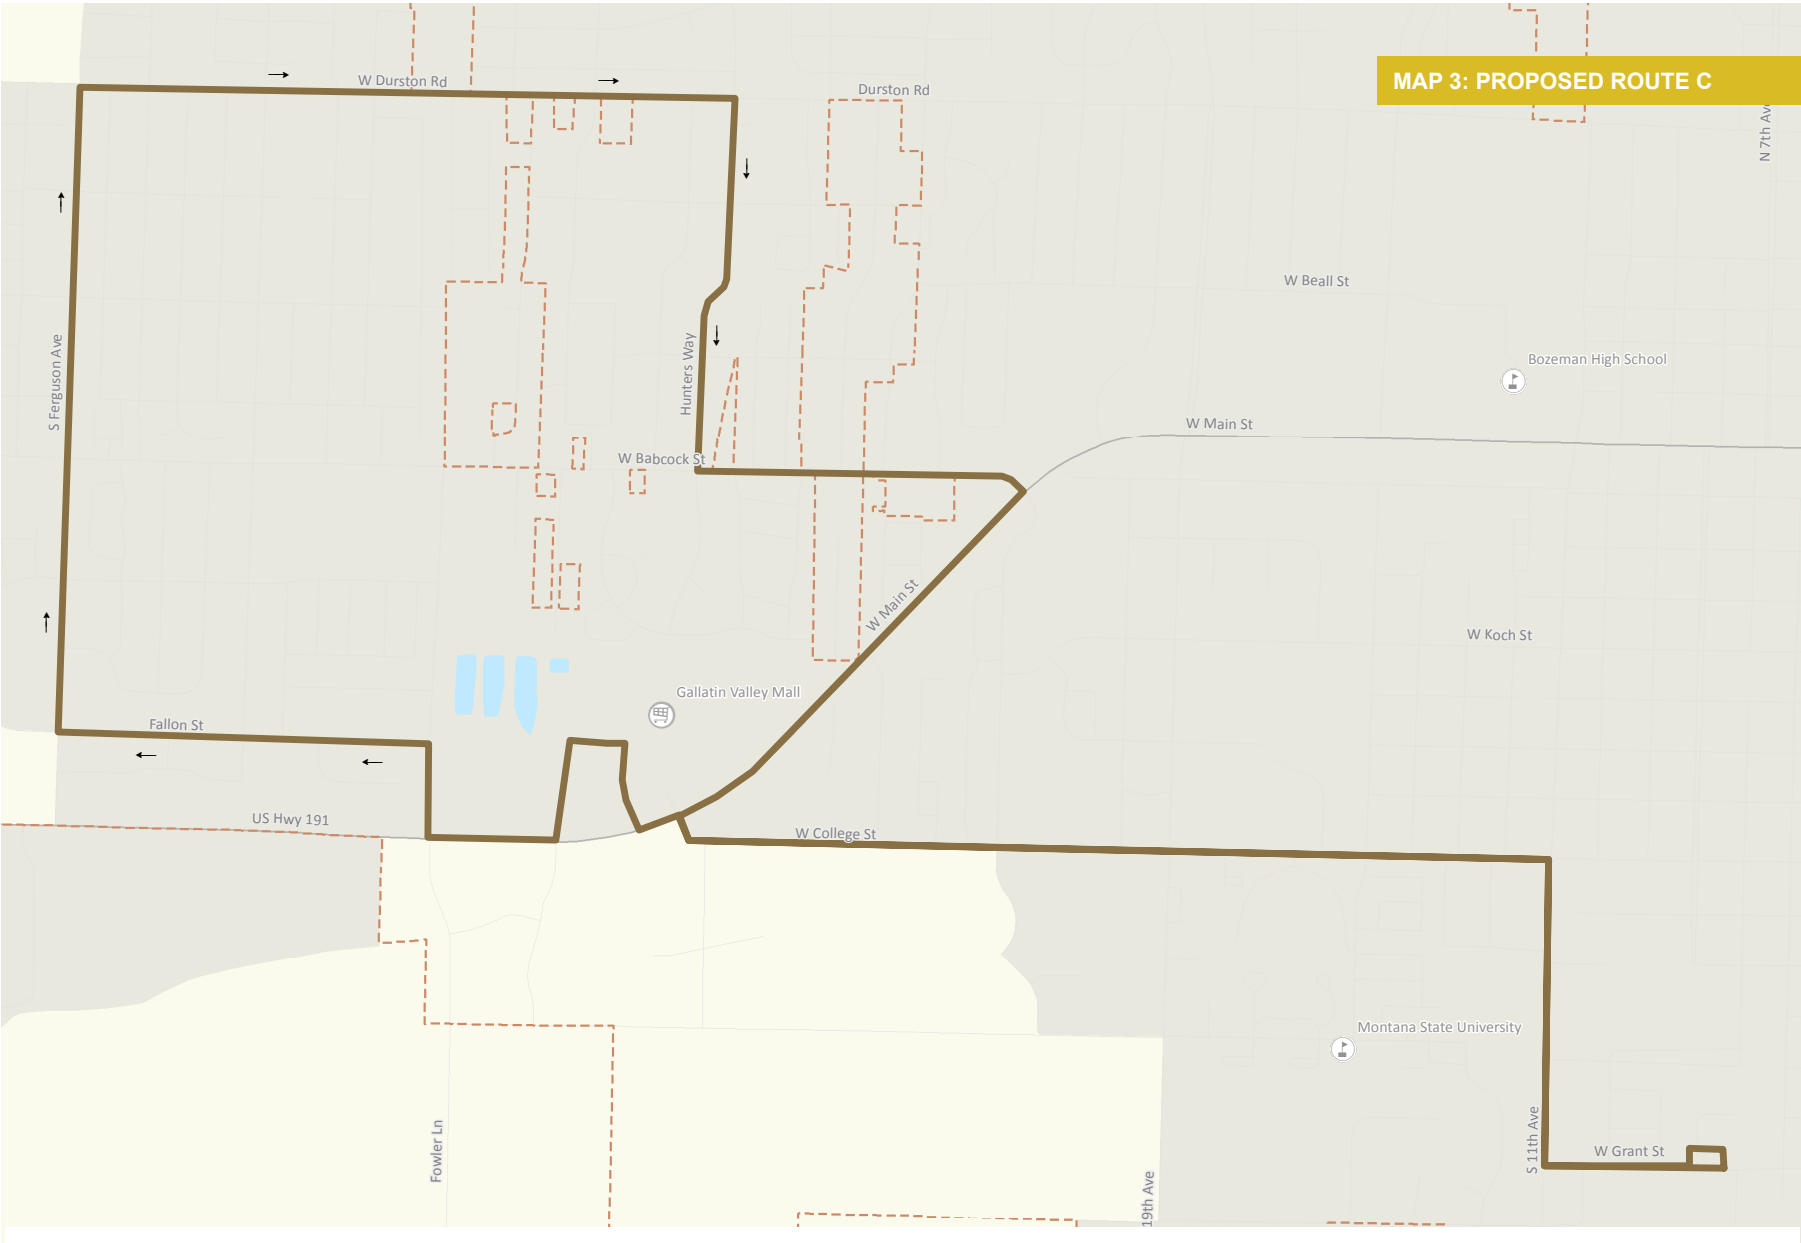 W Durston Rd
Durston Rd
MAP 3: PROPOSED ROUTE C
N 7th Ave
W Beall St
S Ferguson Ave
Hunters Way
Bozeman High School
W Main St
W Babcock St
W Main St
W Koch St
Gallatin Valley Mall
Fallon St
US Hwy 191
W College St
Montana State University
Fowler Ln
S 11th Ave
W Grant St
19th Ave